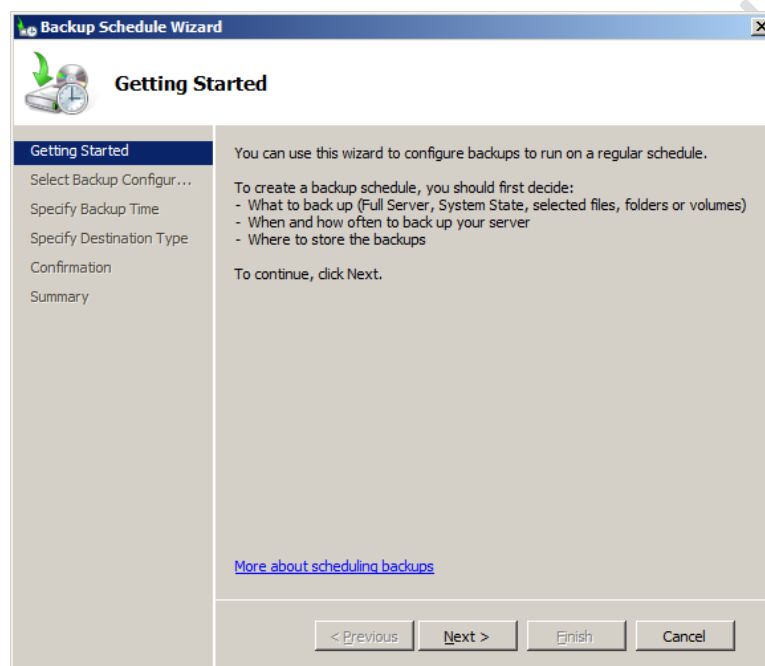 Backup Schedule Wizard
Getting Started
Getting Started
Select Backup Configur...
Specify Backup Time
Specify Destination Type
Confirmation
Summary
You can use this wizard to configure backups to run on a regular schedule.
To create a backup schedule, you should first decide:
- What to back up (Full Server, System State, selected files, folders or volumes)
- When and how often to back up your server
- Where to store the backups
To continue, click Next.
More about scheduling backups
< Previous
Next >
Finish
Cancel